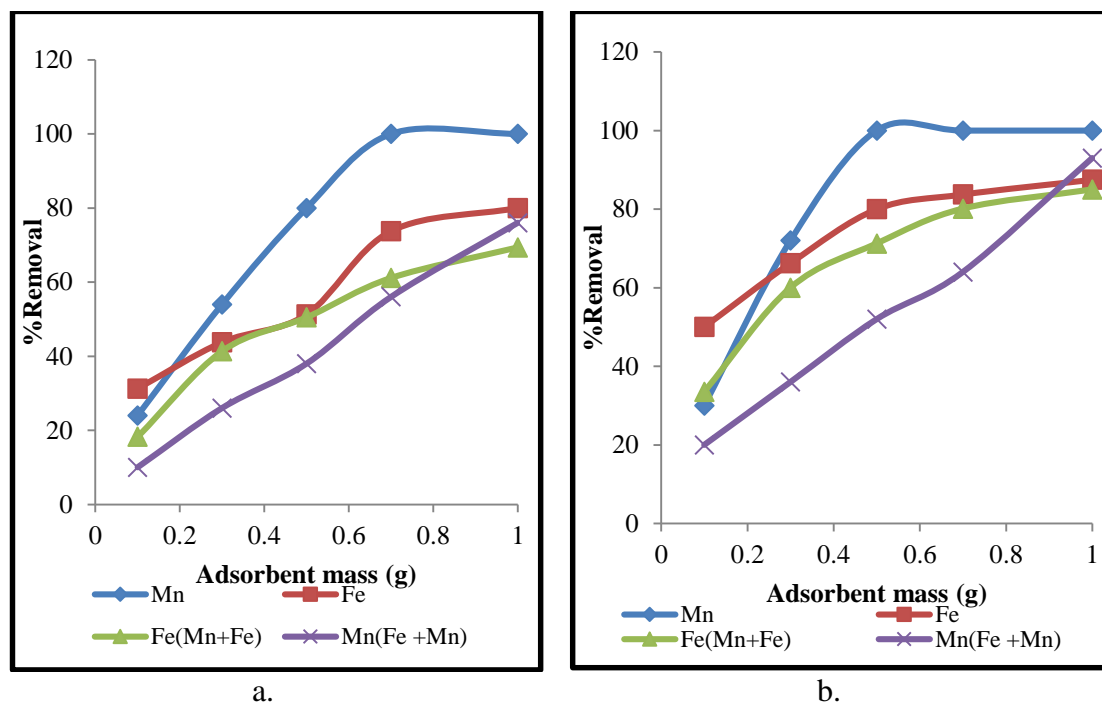 120
100
80
60
40
20
0
%Removal
0 0.2 0.4 0.6 0.8 1
Adsorbent mass (g)
Mn Fe
Fe(Mn+Fe) Mn(Fe +Mn)
a.
120
100
80
60
40
20
0
%Removal
0 0.2 0.4 0.6 0.8 1
Adsorbent mass (g)
Mn Fe
Fe(Mn+Fe) Mn(Fe +Mn)
b.